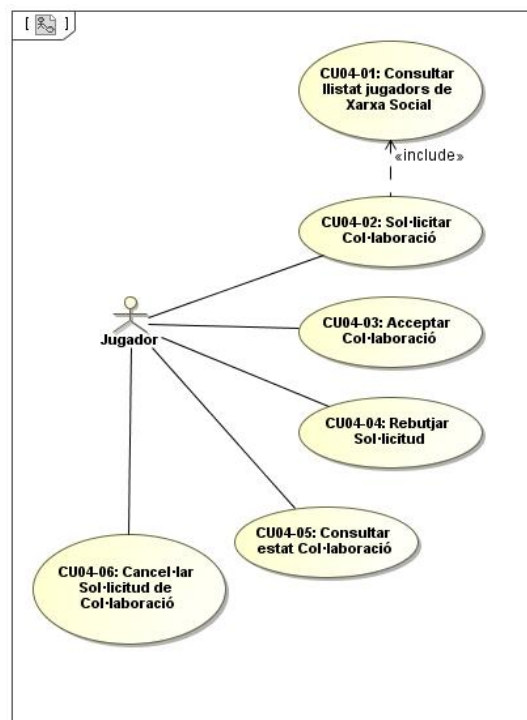 CU04-01: Consultar
llistat jugadors de
Xarxa Social
«include»
CU04-02: Sol·licitar
Col·laboració
CU04-03: Acceptar
Col·laboració
Jugador
CU04-04: Rebutjar
Sol·licitud
CU04-05: Consultar
estat Col·laboració
CU04-06: Cancel·lar
Sol·licitud de
Col·laboració